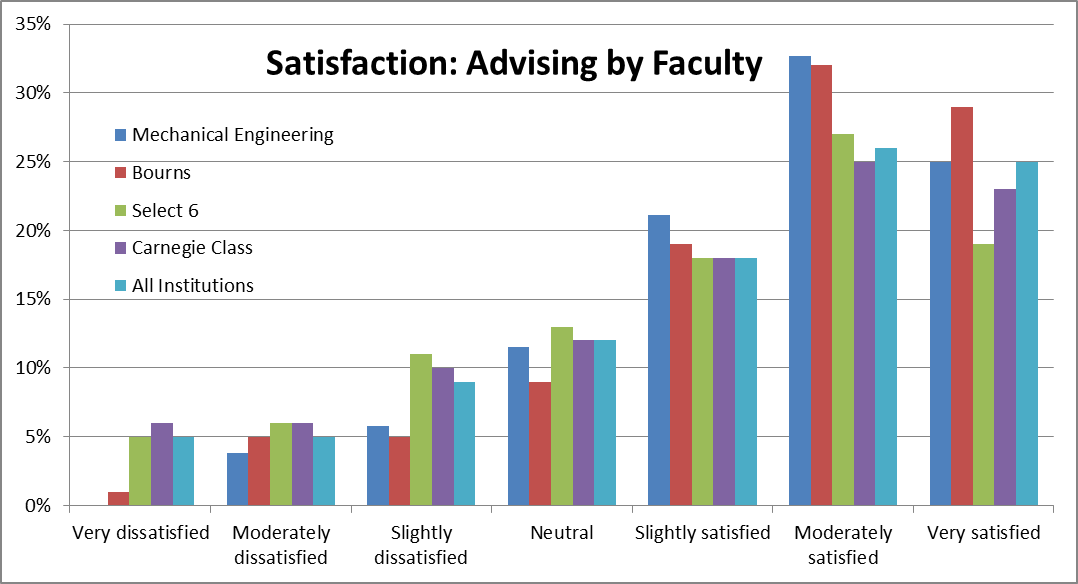 Satisfaction: Advising by Faculty
35%
30%
25%
20%
15%
10%
5%
0%
Mechanical Engineering
Bourns
Select 6
Carnegie Class
All Institutions
Very dissatisfied
Moderately
dissatisfied
Slightly
dissatisfied
Neutral
Slightly satisfied
Moderately
satisfied
Very satisfied